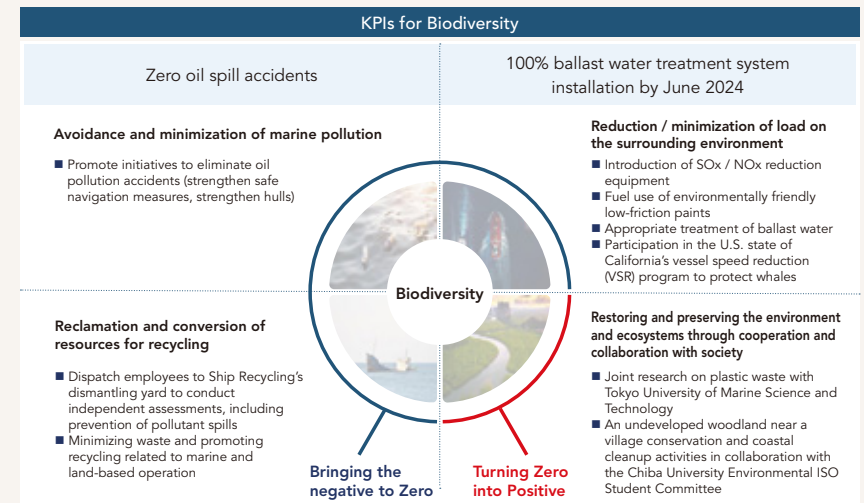 KPIs for Biodiversity
Zero oil spill accidents
100% ballast water treatment system
installation by June 2024
Avoidance and minimization of marine pollution
■ Promote initiatives to eliminate oil
pollution accidents (strengthen safe
navigation measures, strengthen hulls)
Reduction / minimization of load on
the surrounding environment
■ Introduction of SOx / NOx reduction
equipment
■ Fuel use of environmentally friendly
low-friction paints
■ Appropriate treatment of ballast water
■ Participation in the U.S. state of
California's vessel speed reduction
(VSR) program to protect whales
Biodiversity
Reclamation and conversion of
resources for recycling
■ Dispatch employees to Ship Recycling's
dismantling yard to conduct
independent assessments, including
prevention of pollutant spills
■ Minimizing waste and promoting
recycling related to marine and
land-based operation
Restoring and preserving the environment
and ecosystems through cooperation and
collaboration with society
■ Joint research on plastic waste with
Tokyo University of Marine Science and
Technology
■ An undeveloped woodland near a
village conservation and coastal
cleanup activities in collaboration with
the Chiba University Environmental ISO
Student Committee
Bringing the
negative to Zero
Turning Zero
into Positive